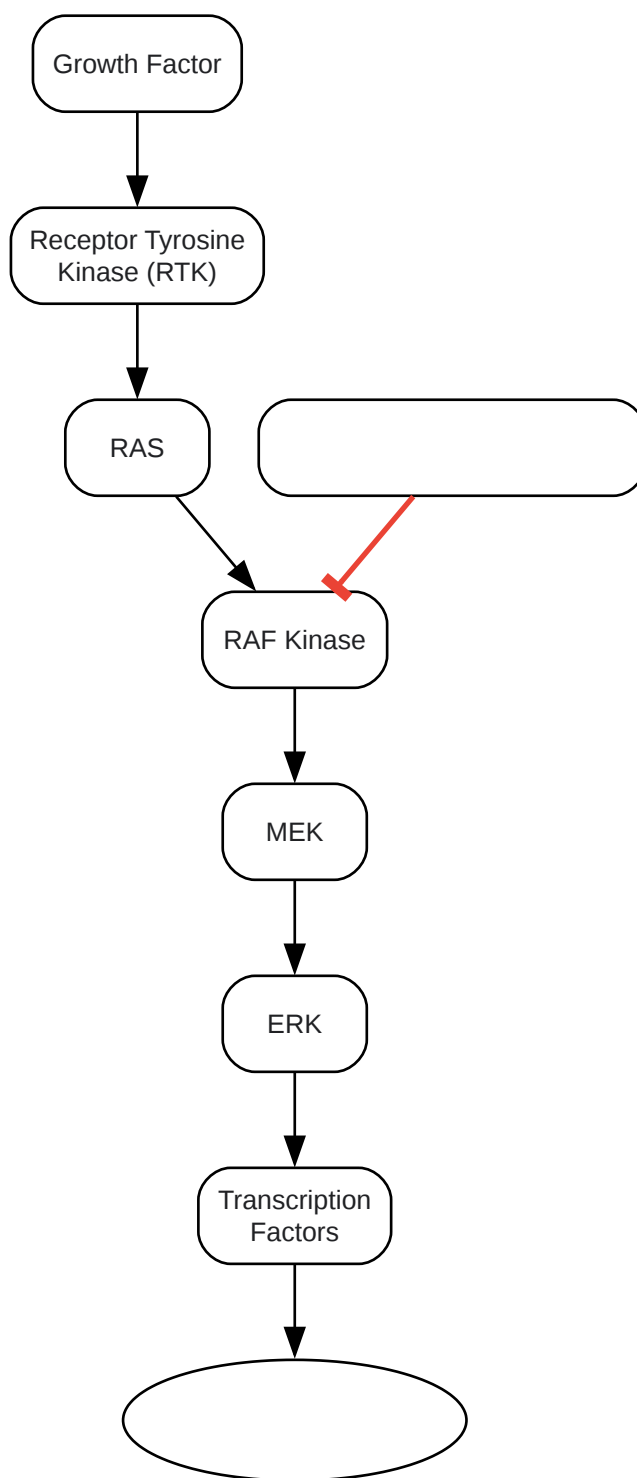 Growth Factor
Receptor Tyrosine
Kinase (RTK)
RAS
RAF Kinase
MEK
ERK
Transcription
Factors